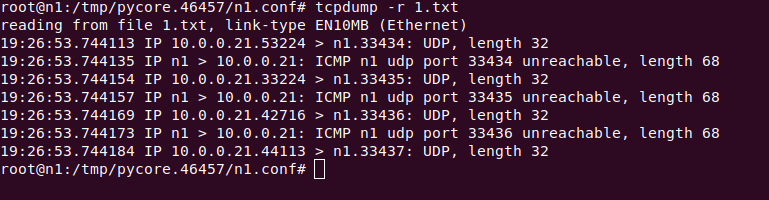 root@n1:/tmp/pycore.46457/n1.conf# tcpdump -r 1.txt
reading from file 1.txt, link-type EN10MB (Ethernet)
19:26:53.744113 IP 10.0.0.21.53224 > n1.33434: UDP, length 32
19:26:53.744135 IP n1 > 10.0.0.21: ICMP n1 udp port 33434 unreachable, length 68
19:26:53.744154 IP 10.0.0.21.33224 > n1.33435: UDP, length 32
19:26:53.744157 IP n1 > 10.0.0.21: ICMP n1 udp port 33435 unreachable, length 68
19:26:53.744169 IP 10.0.0.21.42716 > n1.33436: UDP, length 32
19:26:53.744173 IP n1 > 10.0.0.21: ICMP n1 udp port 33436 unreachable, length 68
19:26:53.744184 IP 10.0.0.21.44113 > n1.33437: UDP, length 32
root@n1:/tmp/pycore.46457/n1.conf#